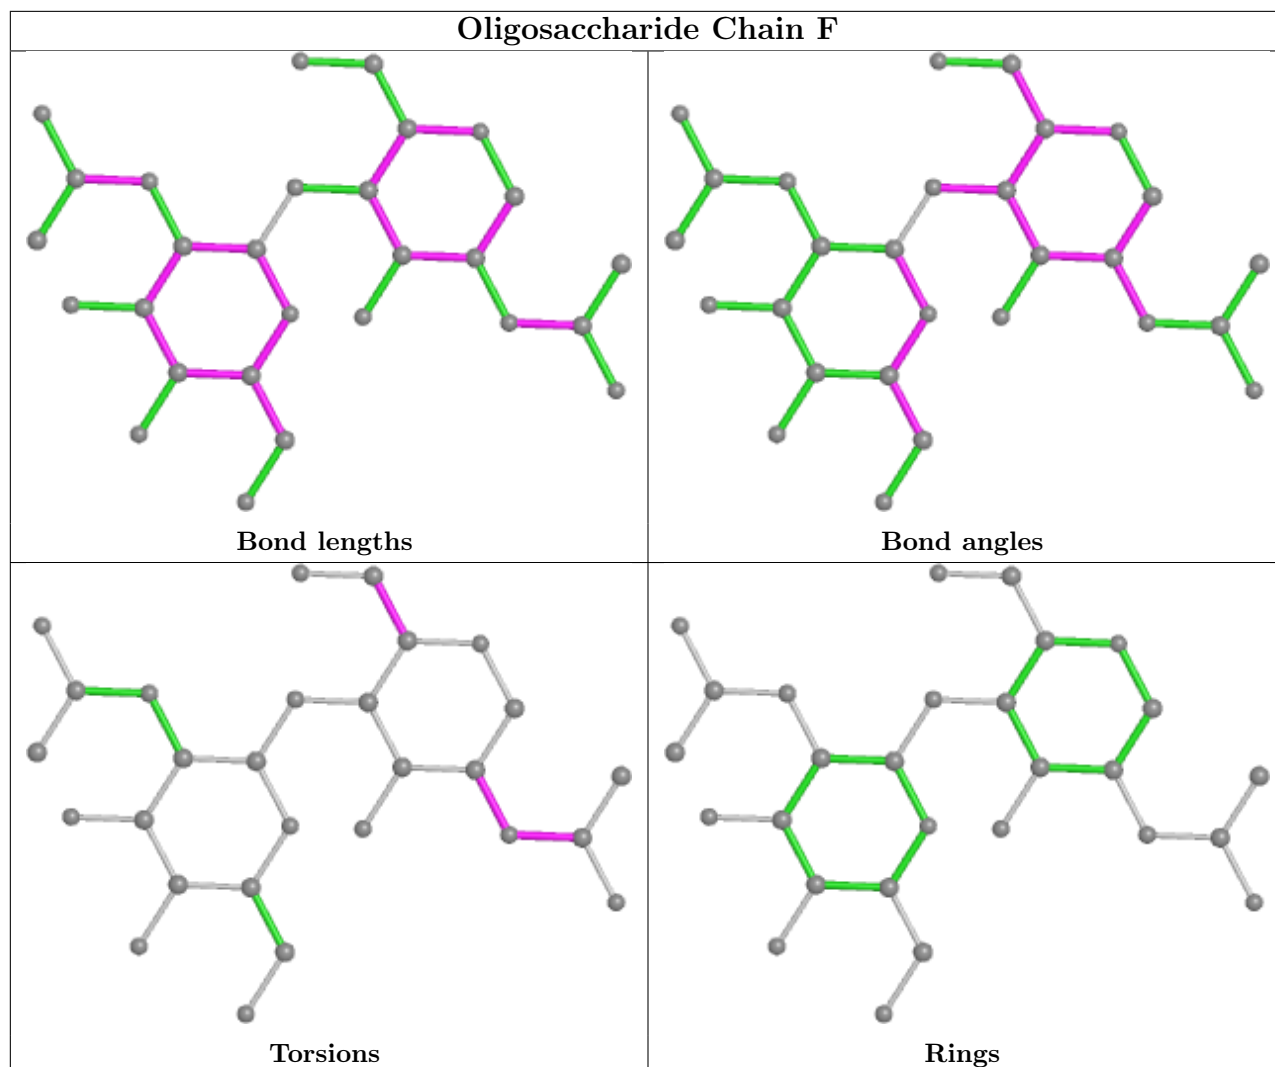 Oligosaccharide Chain F
Bond lengths
Bond angles
Torsions
Rings